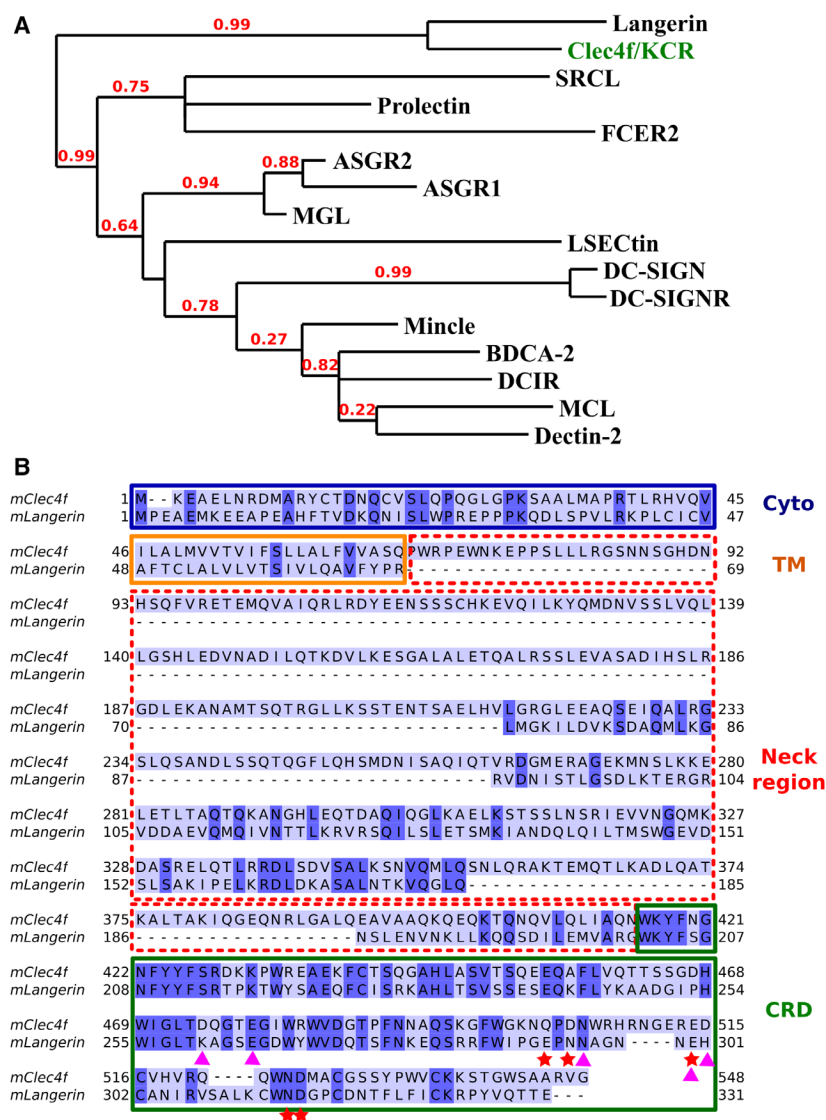 A
0.99
Langerin
Clec4f/KCR
0.75
SRCL
Prolectin
FCER2
0.99
0.88
ASGR2
0.94
ASGR1
MGL
0.64
LSECtin
0.99
DC-SIGN
DC-SIGNR
0.78
Mincle
0.27
BDCA-2
0.82
DCIR
MCL
0.22
Dectin-2
B
mClec4f 1 M--KEAELNRDMARYCTDNQCVSLQPQGLGPKSAALMAPRTLRHVQV 45
mLangerin 1 MPEAEMKEEAPEAHFTVDKQNISLWPREPPPKQDLSPVLRKPLCICV 47
Cyto
mClec4f 46 ILALMVVTVIFSLLALFVVASQPWRPEWNKEPPSLLLRGSNNSGHDN 92
mLangerin 48 AFTCLALVLVTSIVLQAVFYPR------------------------- 69
TM
mClec4f 93 HSQFVRETEMQVAIQRLRDYEENSSSCHKEVQILKYQMDNVSSLVQL 139
mLangerin -----------------------------------------------
mClec4f 140 LGSHLEDVNADILQTKDVLKESGALALETQALRSSLEVASADIHSLR 186
mLangerin -----------------------------------------------
mClec4f 187 GDLEKANAMTSQTRGLLKSSTENTSAELHVLGRGLEEAQSEIQALRG 233
mLangerin 70 ------------------------------LMGKILDVKSDAQMLKG 86
mClec4f 234 SLQSANDLSSQTQGFLQHSMDNISAQIQTVRDGMERAGEKMNSLKKE 280
mLangerin 87 -----------------------------RVDNISTLGSDLKTERGR 104
Neck region
mClec4f 281 LETLTAQTQKANGHLEQTDAQIQGLKAELKSTSSLNSRIEVVNGQMK 327
mLangerin 105 VDDAEVQMQIVNTTLKRVRSQILSLETSMKIANDQLQILTMSWGEVD 151
mClec4f 328 DASRELQTLRRDLSDVSALKSNVQMLQSNLQRAKTEMQTLKADLQAT 374
mLangerin 152 SLSAKIPELKRDLDKASALNTKVQGLQ-------------------- 185
mClec4f 375 KALTAKIQGEQNRLGALQEAVAAQKQEQKTQNQVLQLIAQNWKYFNG 421
mLangerin 186 ------------------NSLENVNKLLKQQSDILEMVARGWKYFSG 207
mClec4f 422 NFYYFSRDKKPWREAEKFCTSQGAHLASVTSQEEQAFLVQTTSSGDH 468
mLangerin 208 NFYYFSRTPKTWYSAEQFCISRKAHLTSVSSESEQKFLYKAADGIPH 254
CRD
mClec4f 469 WIGLTDQGTEGIWRWVDGTPFNNAQSKGFWGKNQPDNWRHRNGERED 515
mLangerin 255 WIGLTKAGSEGDWYWVDQTSFNKEQSRRFWIPGEPNNAGN----NEH 301
mClec4f 516 CVHVRQ----QWNDMACGSSYPWVCKKSTGWSAARVG 548
mLangerin 302 CANIRVSALKCWNDGPCDNTFLFICKRPYVQTTE--- 331